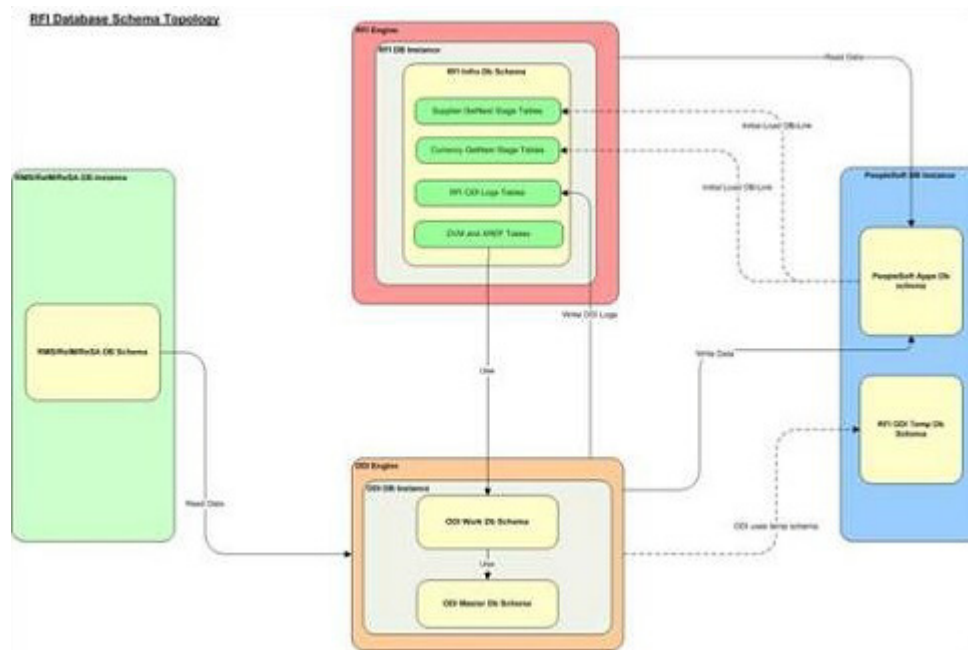 RFI Database Schema Topology
RFI Engine
RFI DB Instance
RFI Infra Db Schema
Supplier GetNext Stage Tables
Currency GetNext Stage Tables
RFI ODI Logs Tables
DVM and XREF Tables
Read Data
Initial Load DB-Link
Initial Load DB-Link
RMS/ReIM/ReSA DB Instance
RMS/ReIM/ReSA DB Schema
PeopleSoft DB Instance
PeopleSoft Apps Db
schema
RFI ODI Temp Db
Schema
Write ODI Logs
Write Data
Use
Read Data
ODI uses temp schema
ODI Engine
ODI DB Instance
ODI Work Db Schema
Use
ODI Master Db Schema